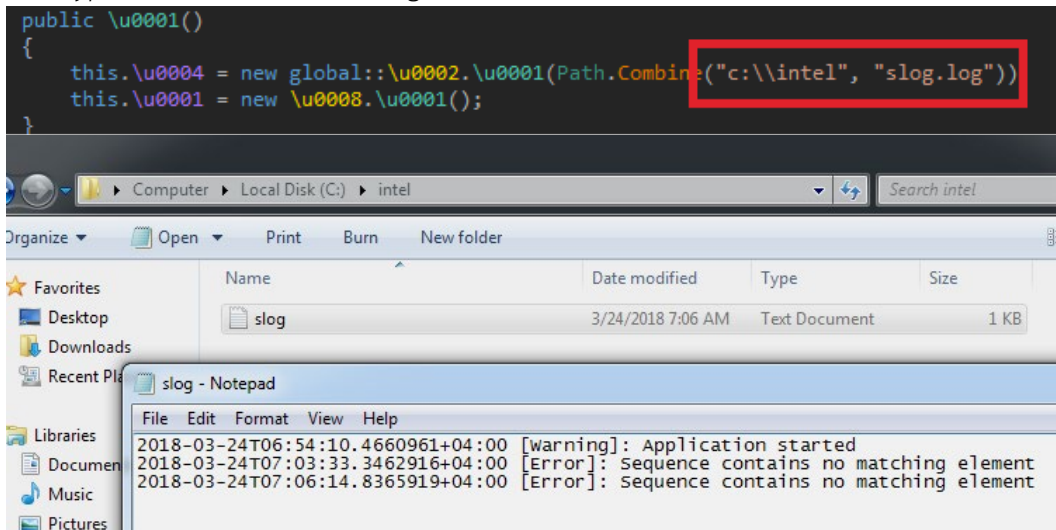 public \u0001()
{
this.\u0004 = new global::\u0002.\u0001(Path.Combine("c:\\intel", "slog.log"))
this.\u0001 = new \u0008.\u0001();
}
Computer Local Disk (C:) intel Search intel
Organize Open Print Burn New folder
Favorites Name Date modified Type Size
Desktop slog 3/24/2018 7:06 AM Text Document 1 KB
Downloads
Recent Pla
slog - Notepad
File Edit Format View Help
Libraries
Documen
Music
Pictures
2018-03-24T06:54:10.4660961+04:00 [Warning]: Application started
2018-03-24T07:03:33.3462916+04:00 [Error]: Sequence contains no matching element
2018-03-24T07:06:14.8365919+04:00 [Error]: Sequence contains no matching element